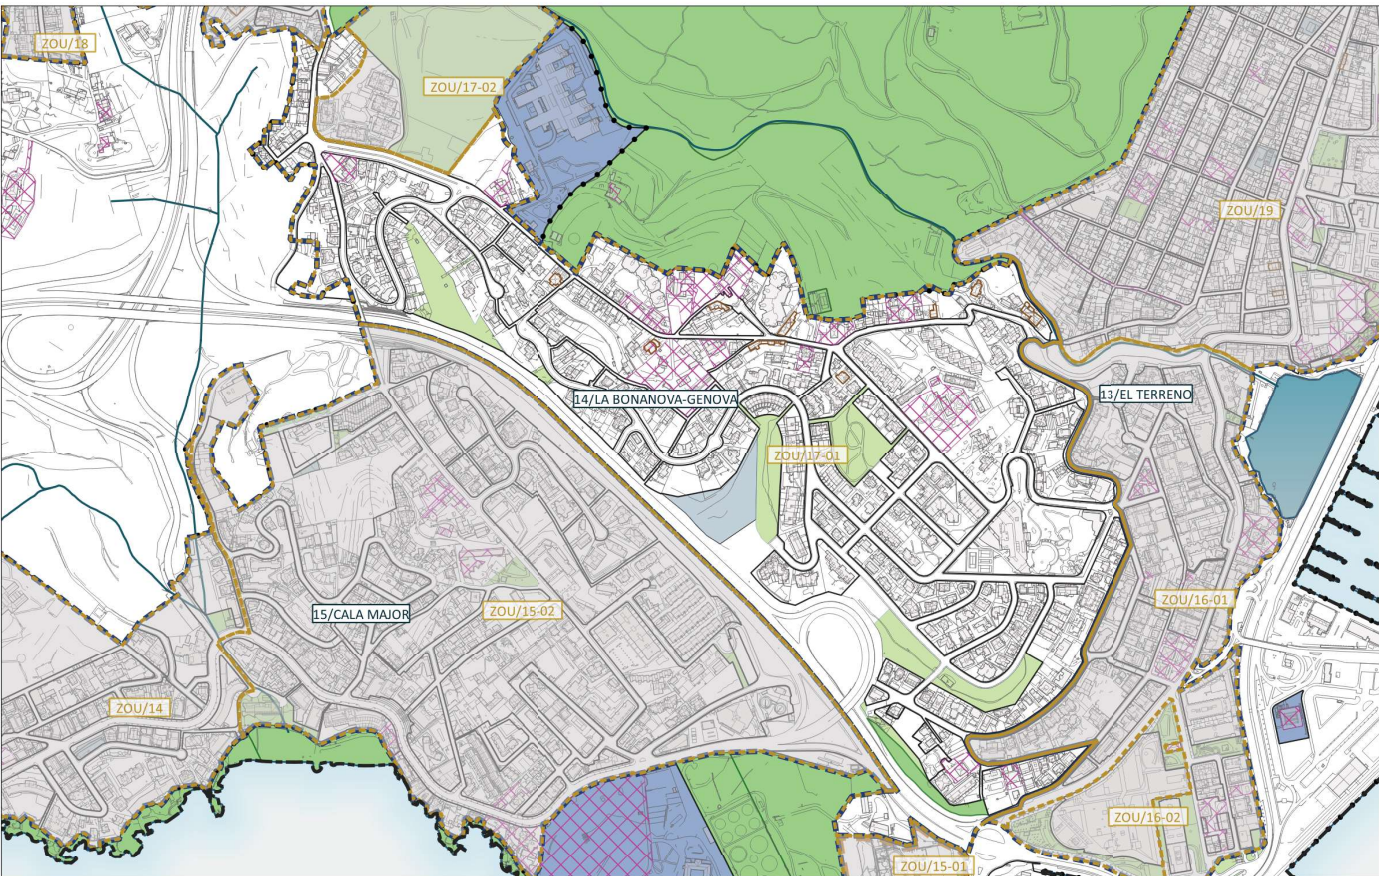 ZOU/18
ZOU/17-02
ZOU/19
14/LA BONANOVA-GENOVA
13/EL TERRENO
ZOU/17-01
15/CALA MAJOR
ZOU/15-02
ZOU/16-01
ZOU/14
ZOU/16-02
ZOU/15-01